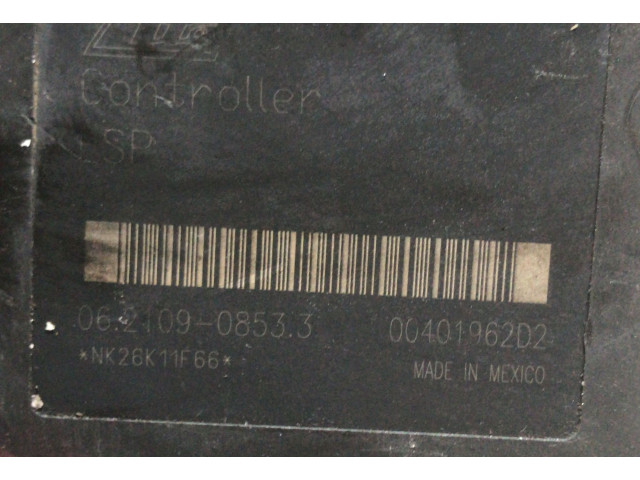 Controller
ESP
06.2109-0853.3 00401962D2
*NK26K11F66* MADE IN MEXICO